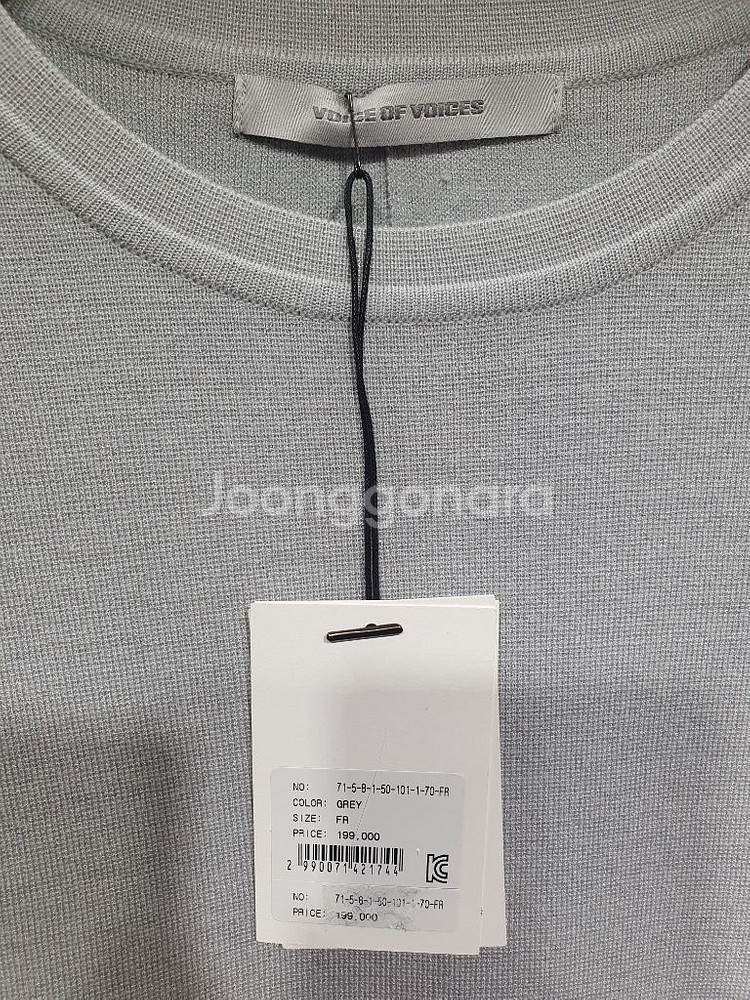 VOICE OF VOICES
Joonggonara
NO: 71-5-8-1-50-101-1-70-FR
COLOR: GREY
SIZE: FR
PRICE: 199,000
2 990071 421744
NO: 71-5-8-1-50-101-1-70-FR
PRICE: 199,000